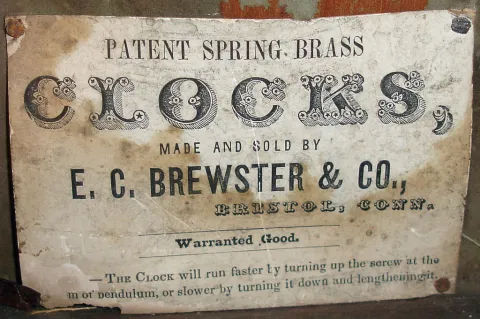 PATENT SPRING BRASS
CLOCKS,
MADE AND SOLD BY
E. C. BREWSTER & CO.,
BRISTOL, CONN.
Warranted Good.
— THE CLOCK will run faster by turning up the screw at the
m of pendulum, or slower by turning it down and lengthening it.